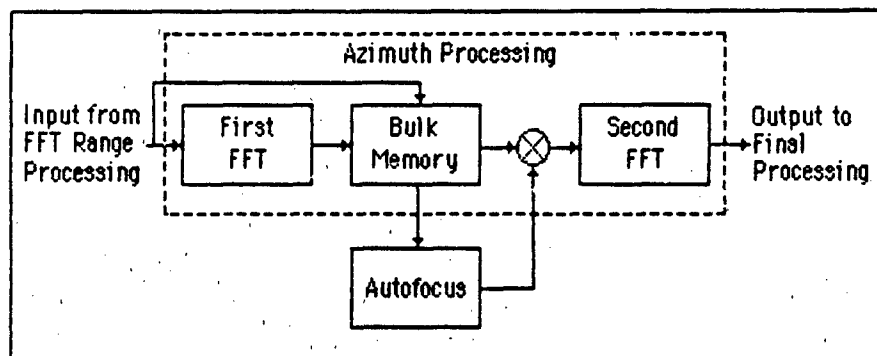 Azimuth Processing
Input from
FFT Range
Processing
First
FFT
Bulk
Memory
Second
FFT
Output to
Final
Processing
Autofocus